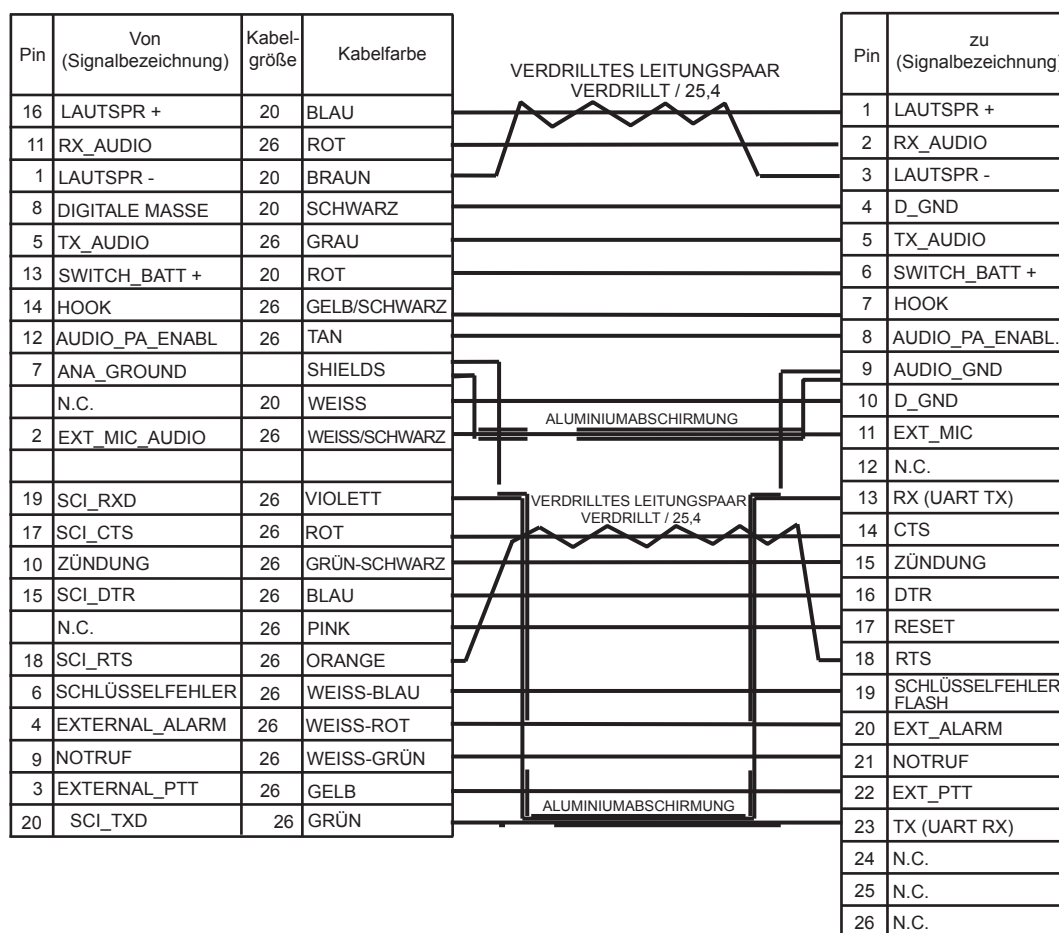 Pin Von (Signalbezeichnung) Kabel-größe Kabelfarbe
16 LAUTSPR + 20 BLAU
11 RX_AUDIO 26 ROT
1 LAUTSPR - 20 BRAUN
8 DIGITALE MASSE 20 SCHWARZ
5 TX_AUDIO 26 GRAU
13 SWITCH_BATT + 20 ROT
14 HOOK 26 GELB/SCHWARZ
12 AUDIO_PA_ENABL 26 TAN
7 ANA_GROUND SHIELDS
N.C. 20 WEISS
2 EXT_MIC_AUDIO 26 WEISS/SCHWARZ
19 SCI_RXD 26 VIOLETT
17 SCI_CTS 26 ROT
10 ZÜNDUNG 26 GRÜN-SCHWARZ
15 SCI_DTR 26 BLAU
N.C. 26 PINK
18 SCI_RTS 26 ORANGE
6 SCHLÜSSELFEHLER 26 WEISS-BLAU
4 EXTERNAL_ALARM 26 WEISS-ROT
9 NOTRUF 26 WEISS-GRÜN
3 EXTERNAL_PTT 26 GELB
20 SCI_TXD 26 GRÜN
VERDRILLTES LEITUNGSPAAR
VERDRILLT / 25,4
ALUMINIUMABSCHIRMUNG
VERDRILLTES LEITUNGSPAAR
VERDRILLT / 25,4
ALUMINIUMABSCHIRMUNG
Pin zu (Signalbezeichnung)
1 LAUTSPR +
2 RX_AUDIO
3 LAUTSPR -
4 D_GND
5 TX_AUDIO
6 SWITCH_BATT +
7 HOOK
8 AUDIO_PA_ENABL.
9 AUDIO_GND
10 D_GND
11 EXT_MIC
12 N.C.
13 RX (UART TX)
14 CTS
15 ZÜNDUNG
16 DTR
17 RESET
18 RTS
19 SCHLÜSSELFEHLER
FLASH
20 EXT_ALARM
21 NOTRUF
22 EXT_PTT
23 TX (UART RX)
24 N.C.
25 N.C.
26 N.C.